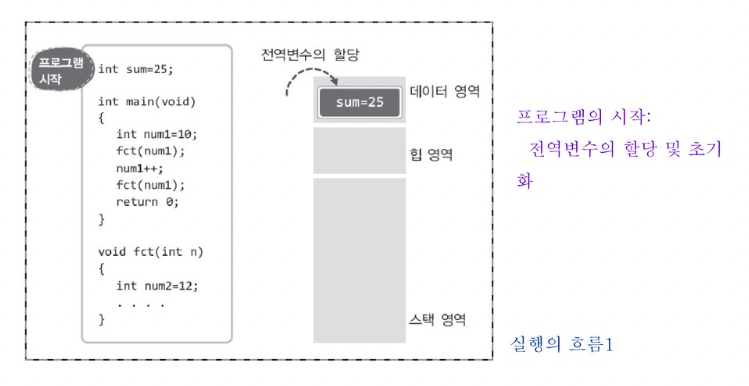 프로그램
시작
int sum=25;
int main(void)
{
int num1=10;
fct(num1);
num1++;
fct(num1);
return 0;
}
void fct(int n)
{
int num2=12;
. . . .
}
전역변수의 할당
sum=25
데이터 영역
힙 영역
스택 영역
프로그램의 시작:
전역변수의 할당 및 초기
화
실행의 흐름1